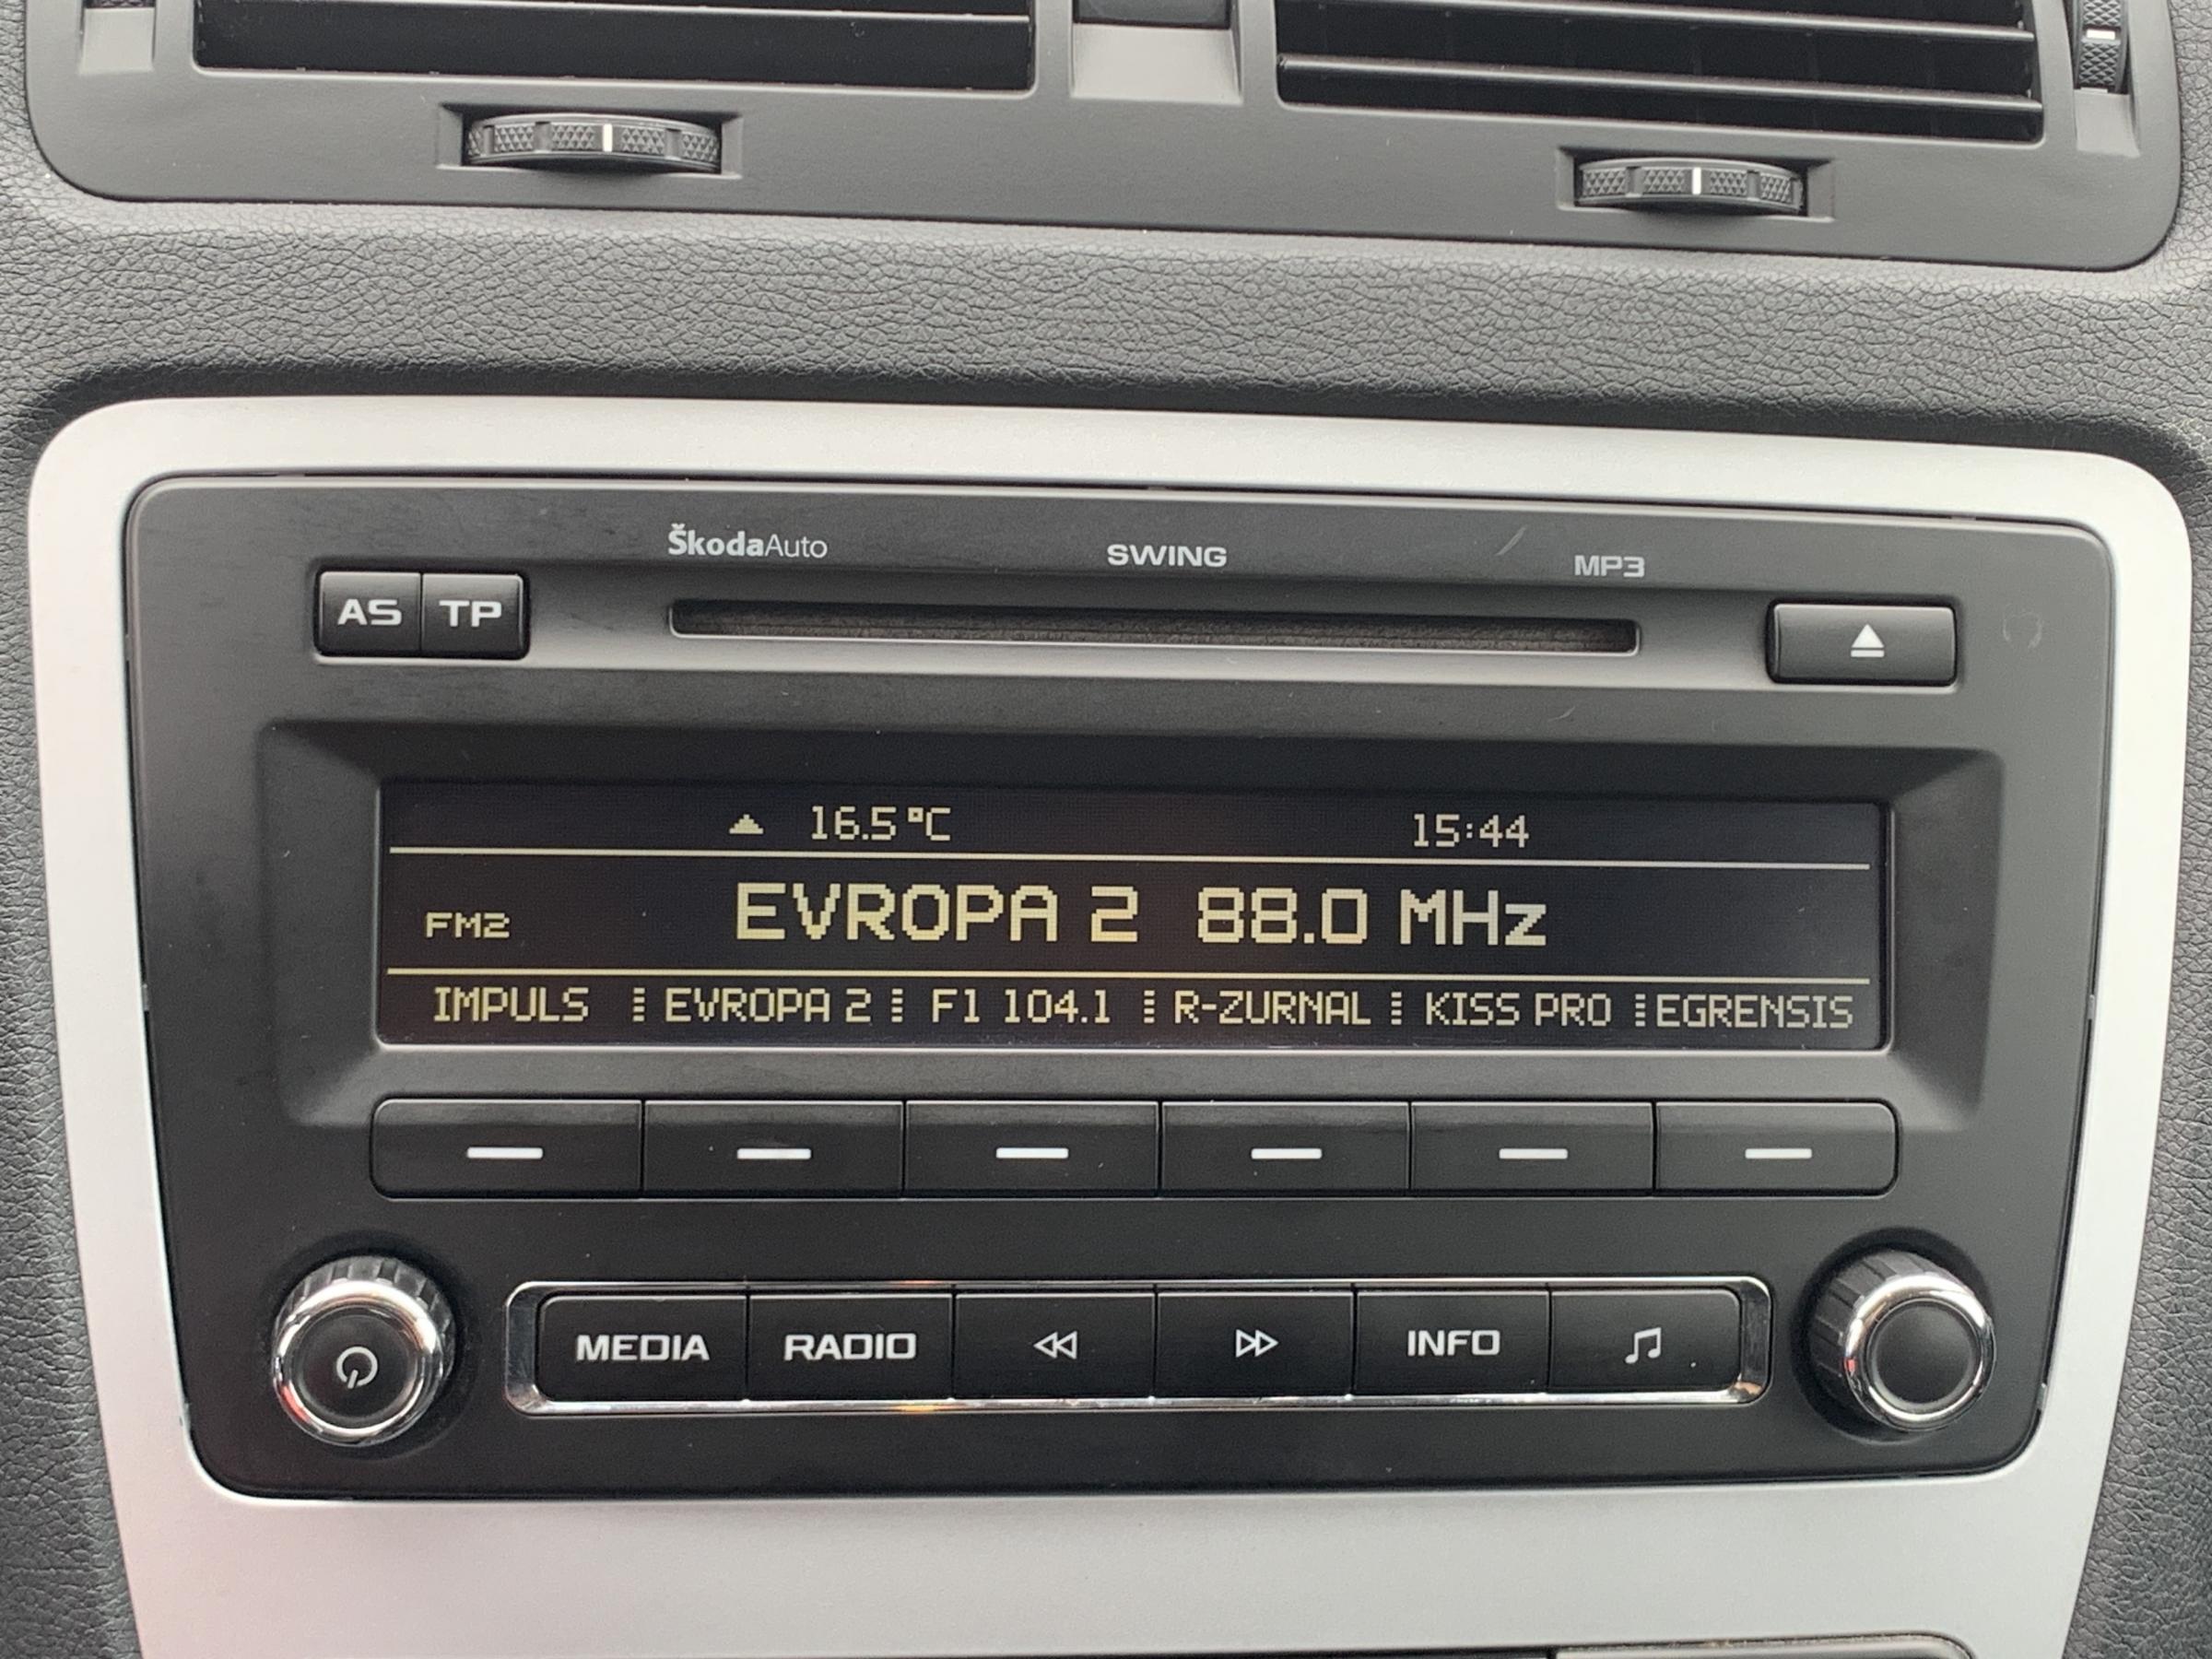 ŠkodaAuto SWING MP3
AS TP
16.5°C 15:44
FM2 EVROPA 2 88.0 MHz
IMPULS EVROPA 2 F1 104.1 R-ZURNAL KISS PRO EGRENSIS
MEDIA RADIO INFO